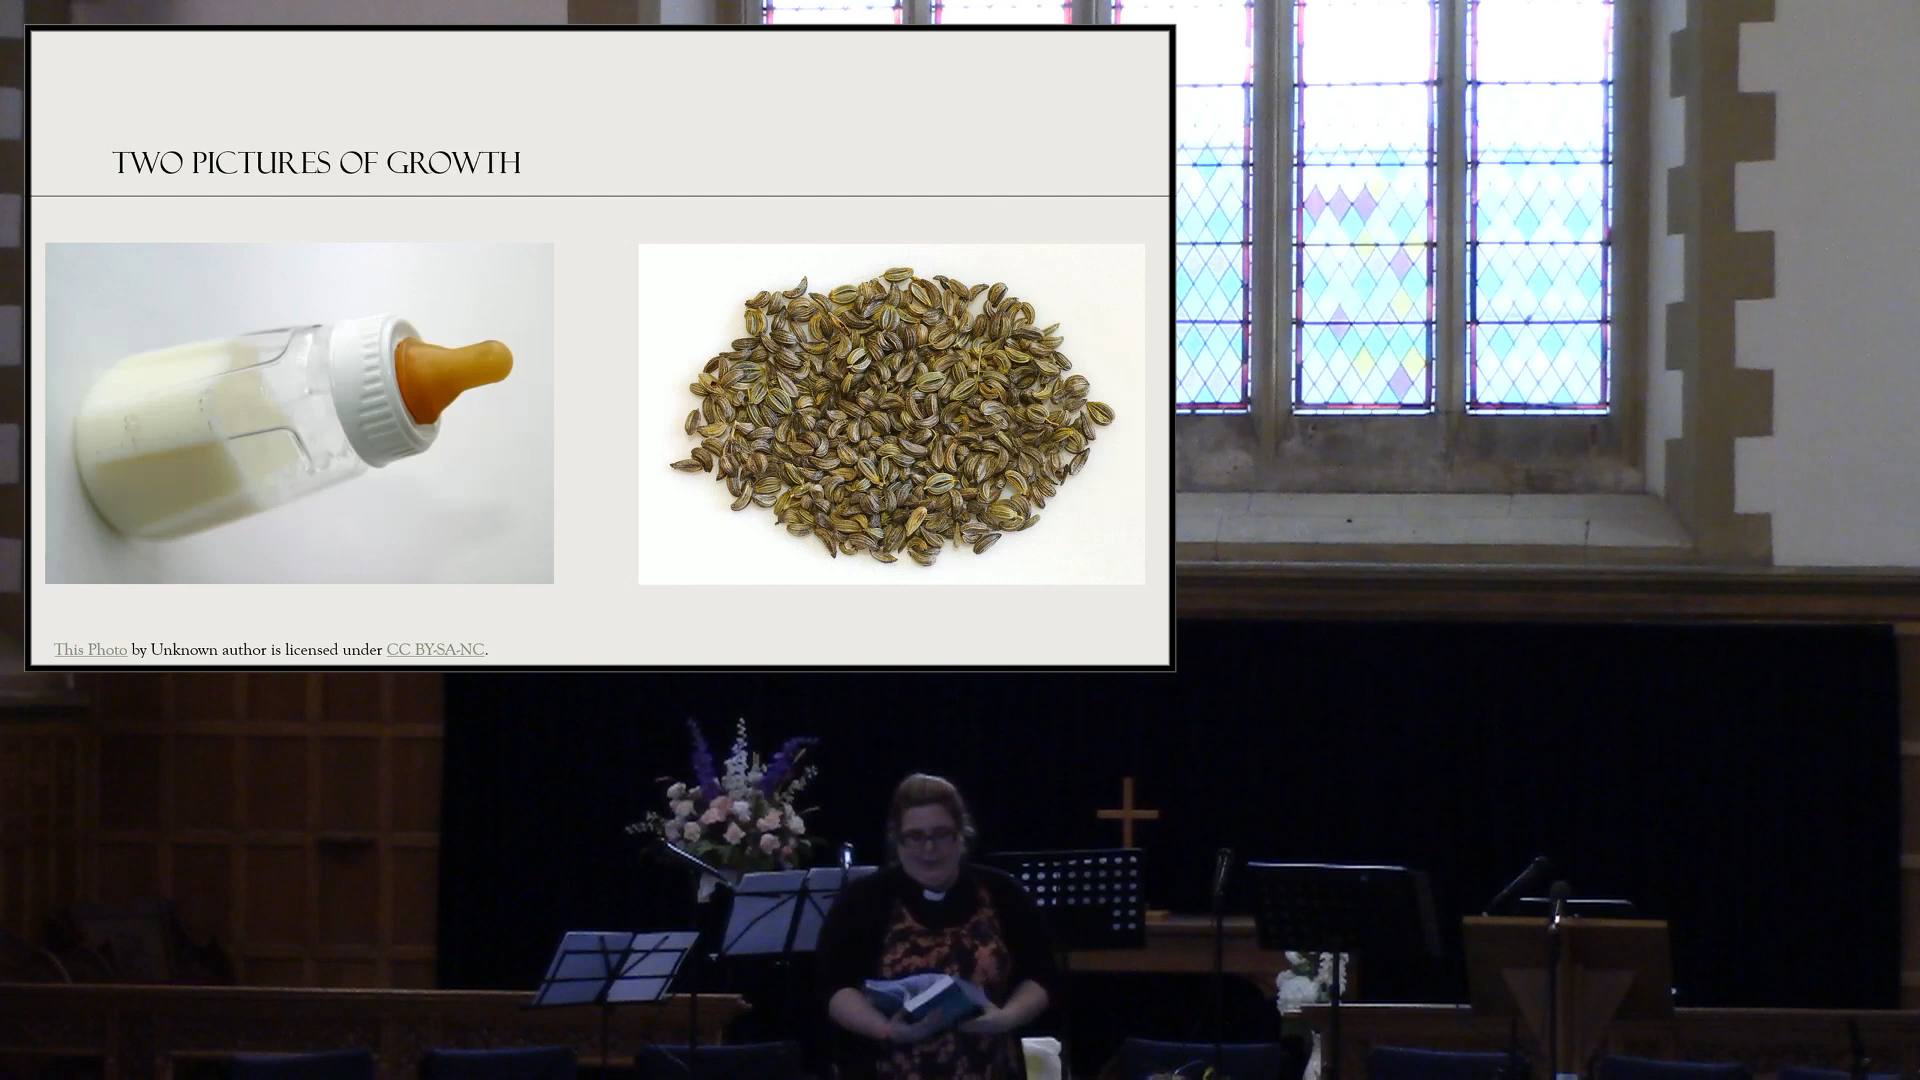 TWO PICTURES OF GROWTH
This Photo by Unknown author is licensed under CC BY-SA-NC.